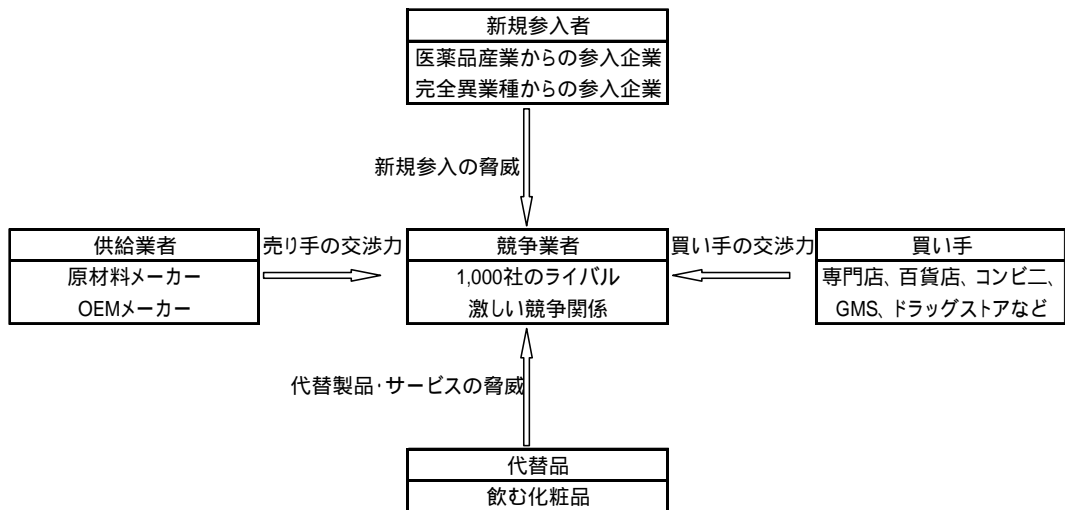 新規参入者
医薬品産業からの参入企業
完全異業種からの参入企業
新規参入の脅威
供給業者
原材料メーカー
OEMメーカー
売り手の交渉力
競争業者
1,000社のライバル
激しい競争関係
買い手の交渉力
買い手
専門店、百貨店、コンビニ、
GMS、ドラッグストアなど
代替製品・サービスの脅威
代替品
飲む化粧品